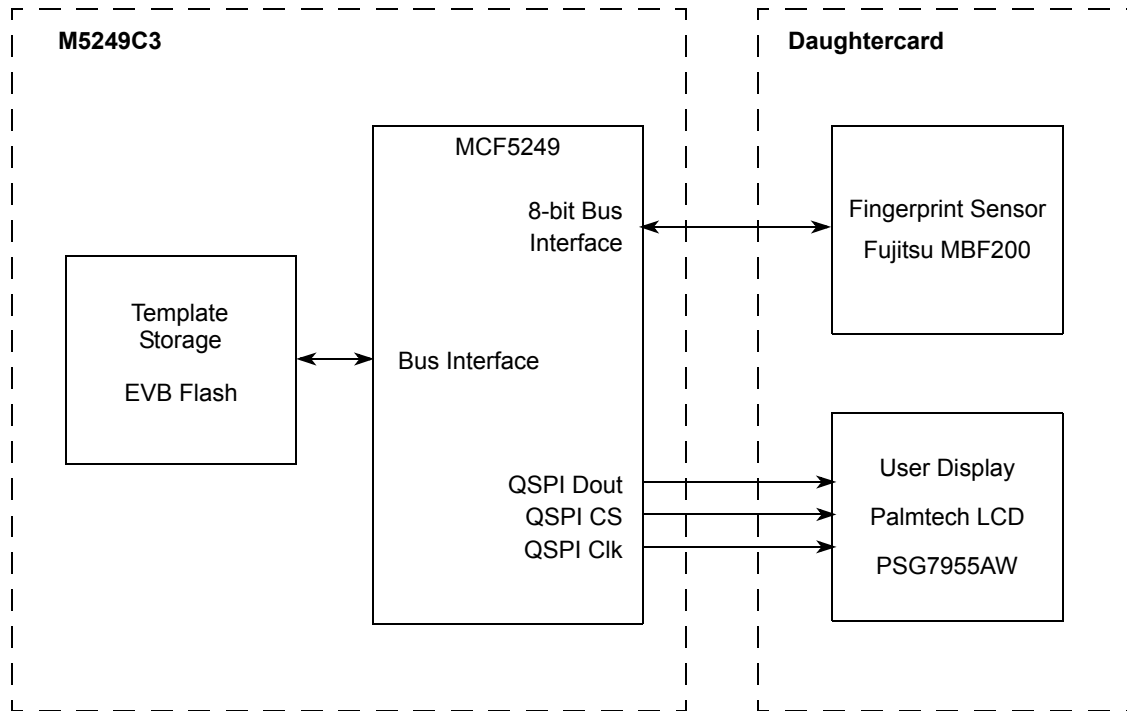 M5249C3
Daughtercard
MCF5249
8-bit Bus
Interface
Fingerprint Sensor
Fujitsu MBF200
Template
Storage
EVB Flash
Bus Interface
QSPI Dout
QSPI CS
QSPI Clk
User Display
Palmtech LCD
PSG7955AW